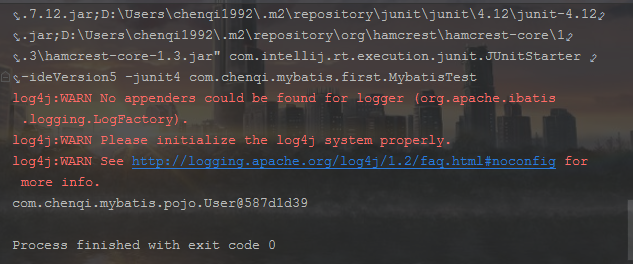 .7.12.jar;D:\Users\chenqi1992\.m2\repository\junit\junit\4.12\junit-4.12
.jar;D:\Users\chenqi1992\.m2\repository\org\hamcrest\hamcrest-core\1
.3\hamcrest-core-1.3.jar" com.intellij.rt.execution.junit.JUnitStarter
-ideVersion5 -junit4 com.chenqi.mybatis.first.MybatisTest
log4j:WARN No appenders could be found for logger (org.apache.ibatis
.logging.LogFactory).
log4j:WARN Please initialize the log4j system properly.
log4j:WARN See http://logging.apache.org/log4j/1.2/faq.html#noconfig for
more info.
com.chenqi.mybatis.pojo.User@587d1d39
Process finished with exit code 0